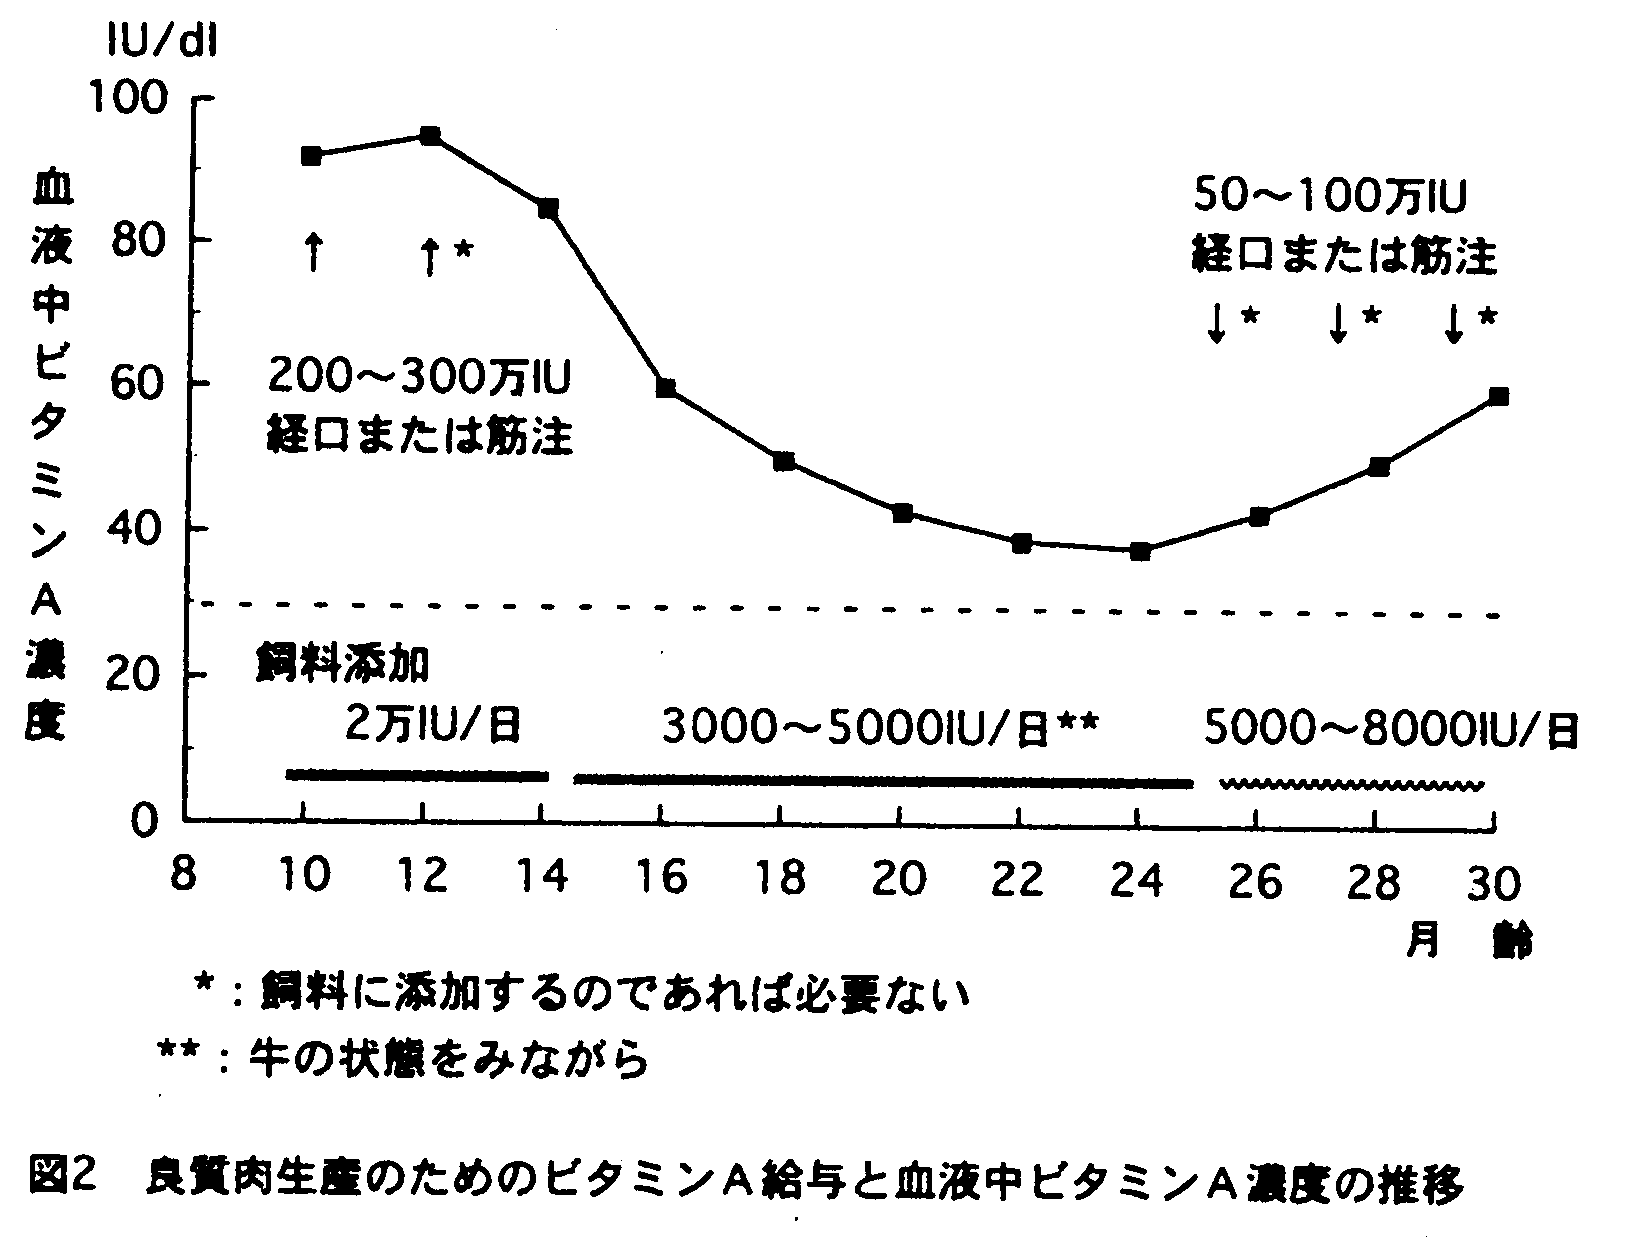 IU/dl
100
80
60
40
20
0
血液中ビタミンA濃度
↑ ↑*
200〜300万IU
経口または筋注
50〜100万IU
経口または筋注
↓* ↓* ↓*
飼料添加
2万IU/日 3000〜5000IU/日** 5000〜8000IU/日
8 10 12 14 16 18 20 22 24 26 28 30
月 齢
*:飼料に添加するのであれば必要ない
**:牛の状態をみながら
図2 良質肉生産のためのビタミンA給与と血液中ビタミンA濃度の推移